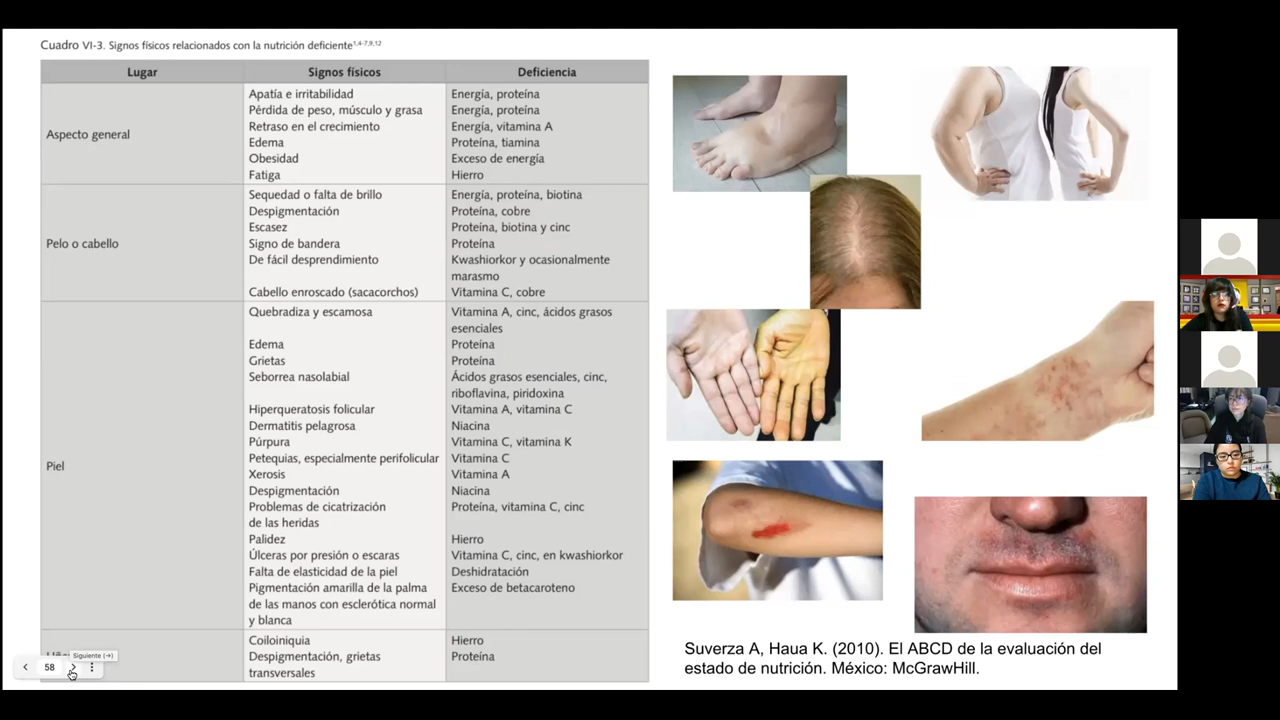 Cuadro VI-3. Signos físicos relacionados con la nutrición deficiente1,4-7,9,12
Lugar Signos físicos Deficiencia
Aspecto general
Apatía e irritabilidad Energía, proteína
Pérdida de peso, músculo y grasa Energía, proteína
Retraso en el crecimiento Energía, vitamina A
Edema Proteína, tiamina
Obesidad Exceso de energía
Fatiga Hierro
Pelo o cabello
Sequedad o falta de brillo Energía, proteína, biotina
Despigmentación Proteína, cobre
Escasez Proteína, biotina y cinc
Signo de bandera Proteína
De fácil desprendimiento Kwashiorkor y ocasionalmente
marasmo
Cabello enroscado (sacacorchos) Vitamina C, cobre
Piel
Quebradiza y escamosa Vitamina A, cinc, ácidos grasos
esenciales
Edema Proteína
Grietas Proteína
Seborrea nasolabial Ácidos grasos esenciales, cinc,
riboflavina, piridoxina
Hiperqueratosis folicular Vitamina A, vitamina C
Dermatitis pelagrosa Niacina
Púrpura Vitamina C, vitamina K
Petequias, especialmente perifolicular Vitamina C
Xerosis Vitamina A
Despigmentación Niacina
Problemas de cicatrización Proteína, vitamina C, cinc
de las heridas
Palidez Hierro
Úlceras por presión o escaras Vitamina C, cinc, en kwashiorkor
Falta de elasticidad de la piel Deshidratación
Pigmentación amarilla de la palma Exceso de betacaroteno
de las manos con esclerótica normal
y blanca
Coiloiniquia Hierro
Despigmentación, grietas Proteína
transversales
Siguiente (→)
58
Suverza A, Haua K. (2010). El ABCD de la evaluación del
estado de nutrición. México: McGrawHill.